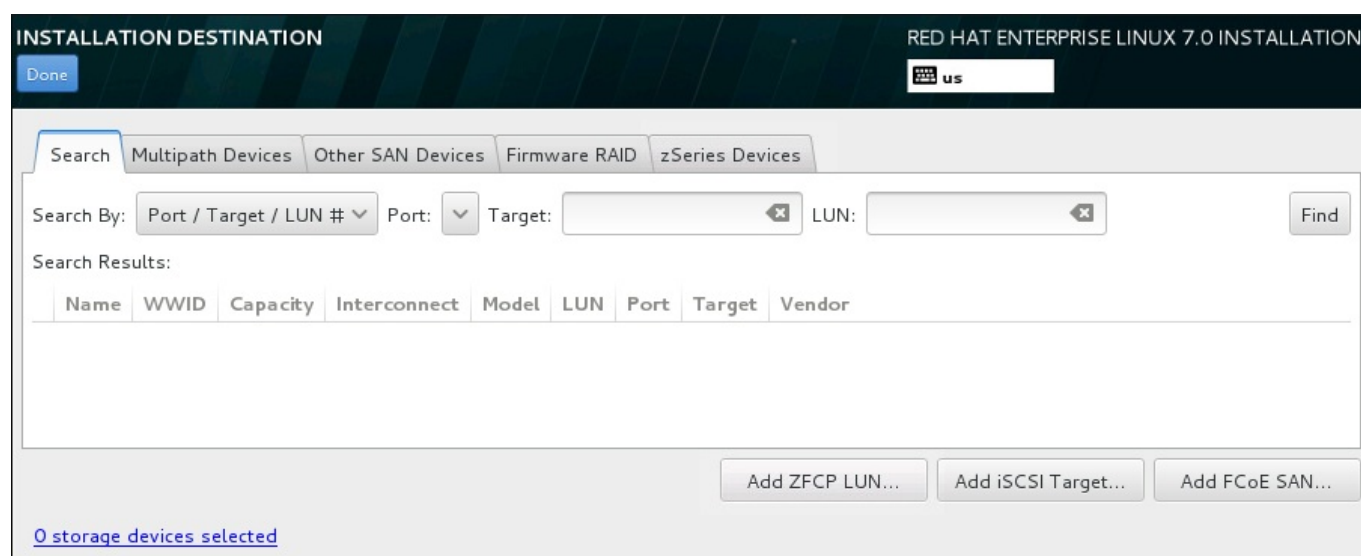 INSTALLATION DESTINATION
RED HAT ENTERPRISE LINUX 7.0 INSTALLATION
Done
us
Search Multipath Devices Other SAN Devices Firmware RAID zSeries Devices
Search By: Port / Target / LUN # Port: Target: LUN: Find
Search Results:
Name WWID Capacity Interconnect Model LUN Port Target Vendor
Add ZFCP LUN... Add iSCSI Target... Add FCoE SAN...
0 storage devices selected